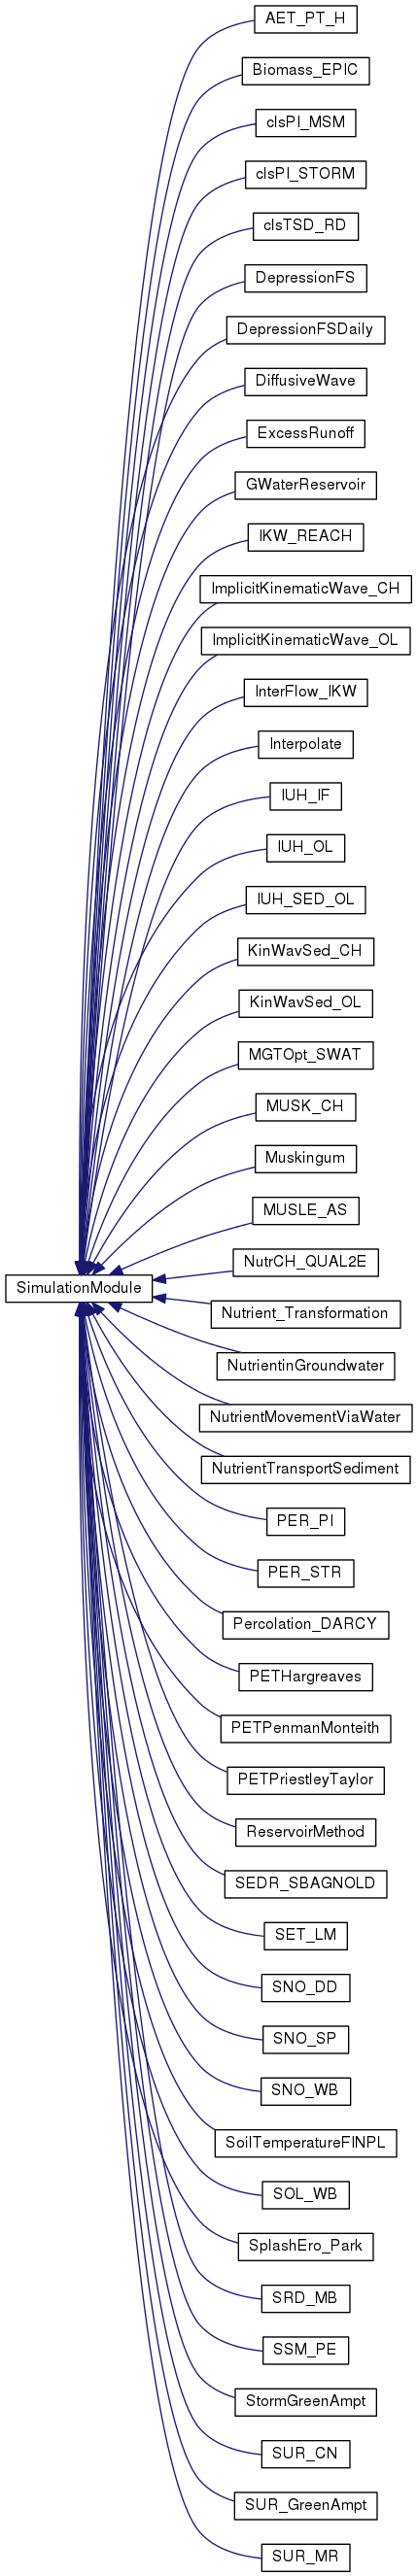 AET_PT_H
Biomass_EPIC
clsPI_MSM
clsPI_STORM
clsTSD_RD
DepressionFS
DepressionFSDaily
DiffusiveWave
ExcessRunoff
GWaterReservoir
IKW_REACH
ImplicitKinematicWave_CH
ImplicitKinematicWave_OL
InterFlow_IKW
Interpolate
IUH_IF
IUH_OL
IUH_SED_OL
KinWavSed_CH
KinWavSed_OL
MGTOpt_SWAT
MUSK_CH
Muskingum
MUSLE_AS
NutrCH_QUAL2E
SimulationModule
Nutrient_Transformation
NutrientinGroundwater
NutrientMovementViaWater
NutrientTransportSediment
PER_PI
PER_STR
Percolation_DARCY
PETHargreaves
PETPenmanMonteith
PETPriestleyTaylor
ReservoirMethod
SEDR_SBAGNOLD
SET_LM
SNO_DD
SNO_SP
SNO_WB
SoilTemperatureFINPL
SOL_WB
SplashEro_Park
SRD_MB
SSM_PE
StormGreenAmpt
SUR_CN
SUR_GreenAmpt
SUR_MR